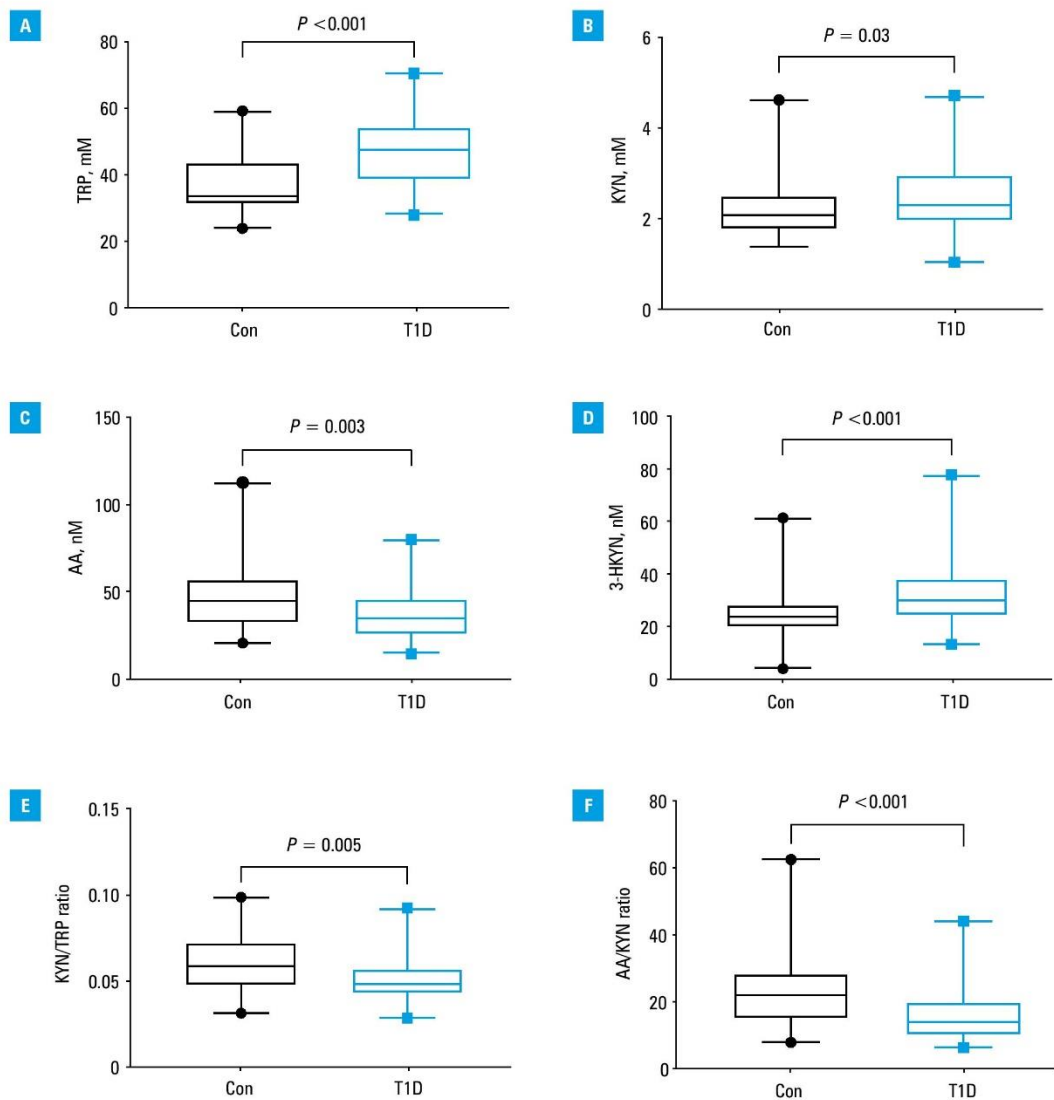 A
P <0.001
80
60
40
20
0
TRP, mM
Con
T1D
B
P = 0.03
6
4
2
0
KYN, mM
Con
T1D
C
P = 0.003
150
100
50
0
AA, nM
Con
T1D
D
P <0.001
100
80
60
40
20
0
3-HKYN, nM
Con
T1D
E
P = 0.005
0.15
0.10
0.05
0
KYN/TRP ratio
Con
T1D
F
P <0.001
80
60
40
20
0
AA/KYN ratio
Con
T1D